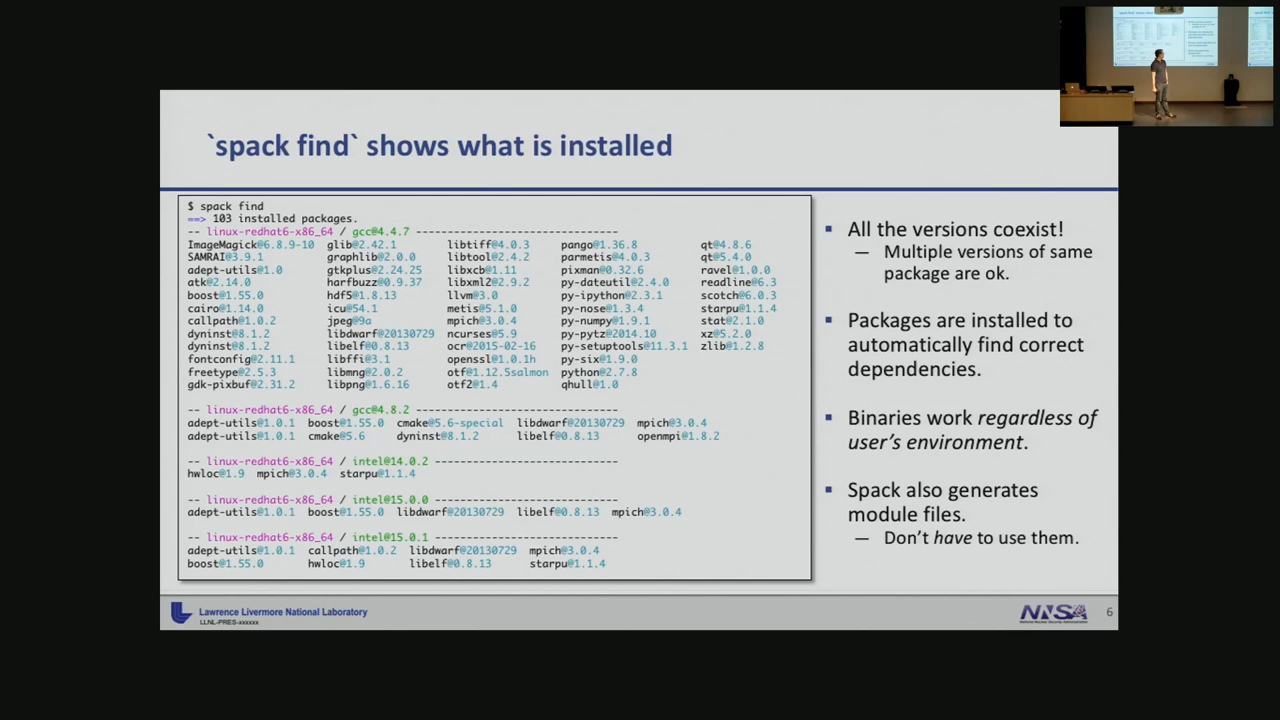 `spack find` shows what is installed
$ spack find
==> 103 installed packages.
-- linux-redhat6-x86_64 / gcc@4.4.7 --------------------------------
ImageMagick@6.8.9-10 glib@2.42.1 libtiff@4.0.3 pango@1.36.8 qt@4.8.6
SAMRAI@3.9.1 graphlib@2.0.0 libtool@2.4.2 parmetis@4.0.3 qt@5.4.0
adept-utils@1.0 gtkplus@2.24.25 libxcb@1.11 pixman@0.32.6 ravel@1.0.0
atk@2.14.0 harfbuzz@0.9.37 libxml2@2.9.2 py-dateutil@2.4.0 readline@6.3
boost@1.55.0 hdf5@1.8.13 llvm@3.0 py-ipython@2.3.1 scotch@6.0.3
cairo@1.14.0 icu@54.1 metis@5.1.0 py-nose@1.3.4 starpu@1.1.4
callpath@1.0.2 jpeg@9a mpich@3.0.4 py-numpy@1.9.1 stat@2.1.0
dyninst@8.1.2 libdwarf@20130729 ncurses@5.9 py-pytz@2014.10 xz@5.2.0
dyninst@8.1.2 libelf@0.8.13 ocr@2015-02-16 py-setuptools@11.3.1 zlib@1.2.8
fontconfig@2.11.1 libffi@3.1 openssl@1.0.1h py-six@1.9.0
freetype@2.5.3 libmng@2.0.2 otf@1.12.5salmon python@2.7.8
gdk-pixbuf@2.31.2 libpng@1.6.16 otf2@1.4 qhull@1.0
-- linux-redhat6-x86_64 / gcc@4.8.2 --------------------------------
adept-utils@1.0.1 boost@1.55.0 cmake@5.6-special libdwarf@20130729 mpich@3.0.4
adept-utils@1.0.1 cmake@5.6 dyninst@8.1.2 libelf@0.8.13 openmpi@1.8.2
-- linux-redhat6-x86_64 / intel@14.0.2 -----------------------------
hwloc@1.9 mpich@3.0.4 starpu@1.1.4
-- linux-redhat6-x86_64 / intel@15.0.0 -----------------------------
adept-utils@1.0.1 boost@1.55.0 libdwarf@20130729 libelf@0.8.13 mpich@3.0.4
-- linux-redhat6-x86_64 / intel@15.0.1 -----------------------------
adept-utils@1.0.1 callpath@1.0.2 libdwarf@20130729 mpich@3.0.4
boost@1.55.0 hwloc@1.9 libelf@0.8.13 starpu@1.1.4
▪ All the versions coexist!
— Multiple versions of same
package are ok.
▪ Packages are installed to
automatically find correct
dependencies.
▪ Binaries work regardless of
user's environment.
▪ Spack also generates
module files.
— Don't have to use them.
Lawrence Livermore National Laboratory
LLNL-PRES-xxxxxx
NNSA
National Nuclear Security Administration
6